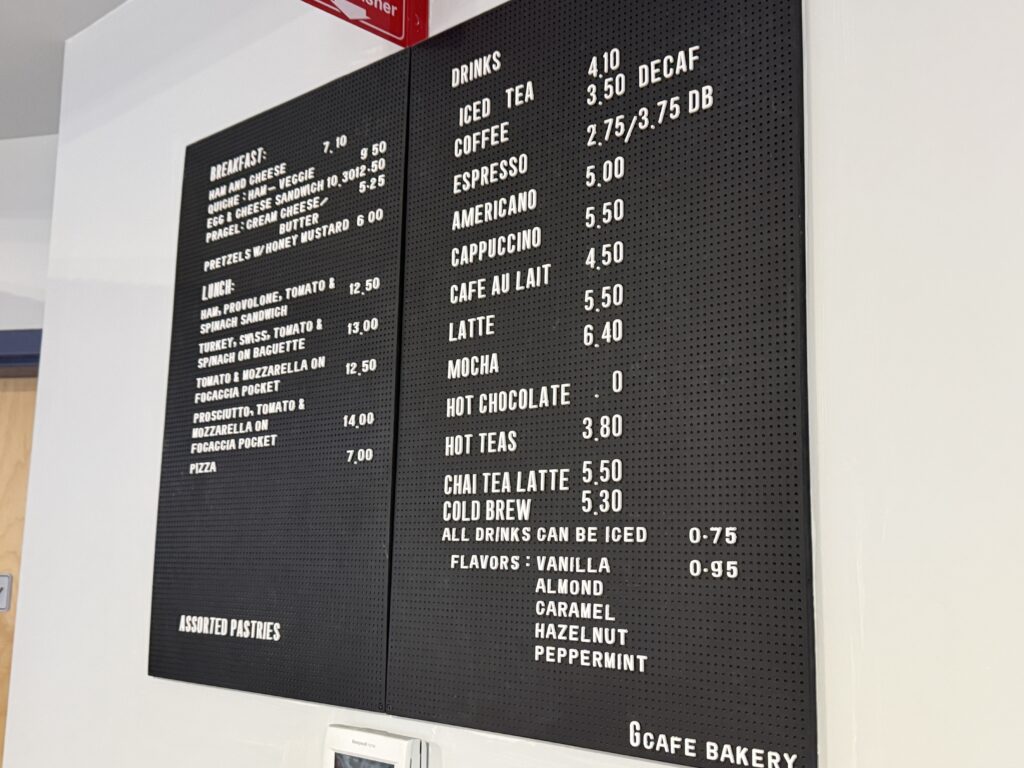 sher
BREAKFAST:
HAM AND CHEESE 7.10
QUICHE: HAM - VEGGIE 9 50
EGG & CHEESE SANDWICH 10.30 12.50
PRAGEL: CREAM CHEESE/ 5.25
BUTTER
PRETZELS W/ HONEY MUSTARD 6 00
LUNCH:
HAM, PROVOLONE, TOMATO & 12.50
SPINACH SANDWICH
TURKEY, SWISS, TOMATO & 13.00
SPINACH ON BAGUETTE
TOMATO & MOZZARELLA ON 12.50
FOCACCIA POCKET
PROSCIUTTO, TOMATO &
MOZZARELLA ON 14.00
FOCACCIA POCKET
PIZZA 7.00
ASSORTED PASTRIES
DRINKS
ICED TEA 4.10
COFFEE 3.50 DECAF
ESPRESSO 2.75/3.75 DB
AMERICANO 5.00
CAPPUCCINO 5.50
CAFE AU LAIT 4.50
LATTE 5.50
MOCHA 6.40
HOT CHOCOLATE . 0
HOT TEAS 3.80
CHAI TEA LATTE 5.50
COLD BREW 5.30
ALL DRINKS CAN BE ICED 0.75
FLAVORS: VANILLA 0.95
ALMOND
CARAMEL
HAZELNUT
PEPPERMINT
GCAFE BAKERY
Honeywell